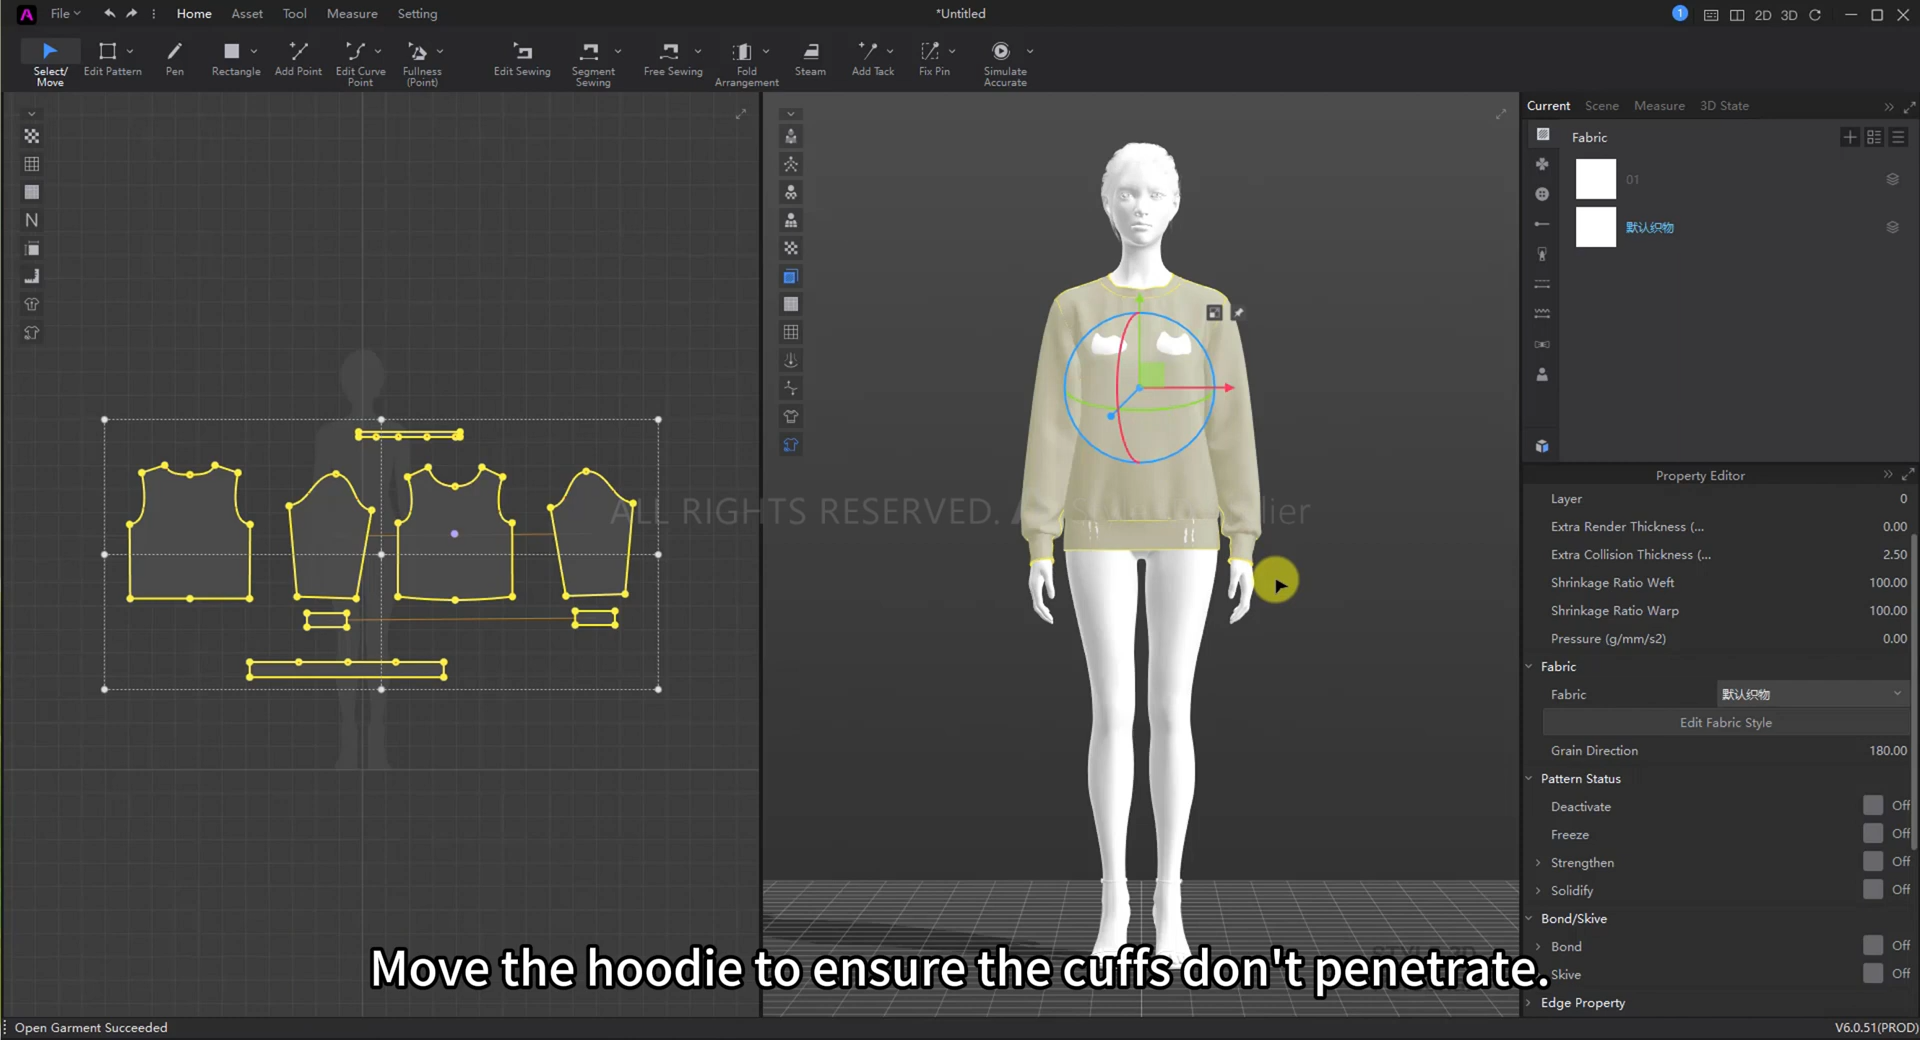 File
Home
Asset
Tool
Measure
Setting
*Untitled
1
2D
3D
Select/
Move
Edit Pattern
Pen
Rectangle
Add Point
Edit Curve
Point
Fullness
(Point)
Edit Sewing
Segment
Sewing
Free Sewing
Fold
Arrangement
Steam
Add Tack
Fix Pin
Simulate
Accurate
Current
Scene
Measure
3D State
Fabric
01
默认织物
ALL RIGHTS RESERVED.
Property Editor
Layer 0
Extra Render Thickness (... 0.00
Extra Collision Thickness (... 2.50
Shrinkage Ratio Weft 100.00
Shrinkage Ratio Warp 100.00
Pressure (g/mm/s2) 0.00
Fabric
Fabric 默认织物
Edit Fabric Style
Grain Direction 180.00
Pattern Status
Deactivate Off
Freeze Off
Strengthen Off
Solidify Off
Bond/Skive
Bond Off
Skive Off
Edge Property
Move the hoodie to ensure the cuffs don't penetrate.
Open Garment Succeeded
V6.0.51(PROD)